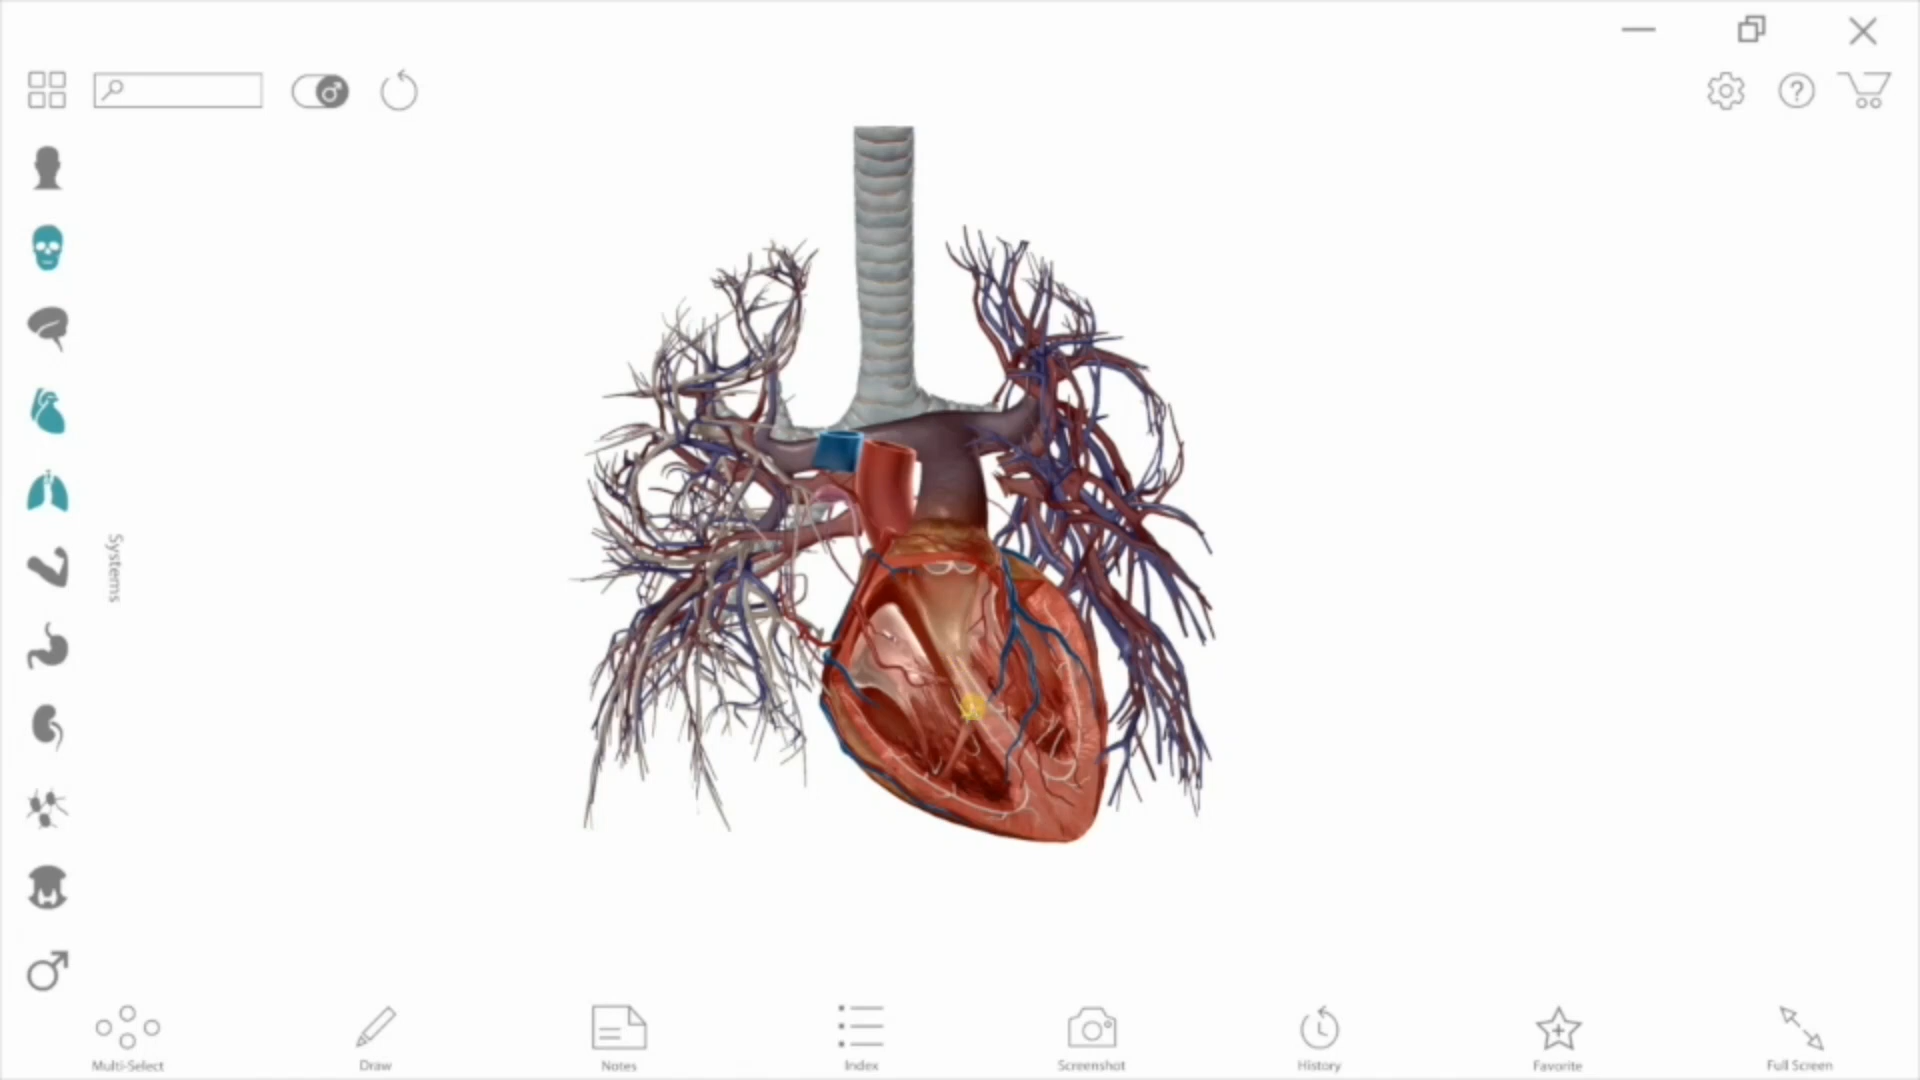 Systems
Multi-Select
Draw
Notes
Index
Screenshot
History
Favorite
Full Screen